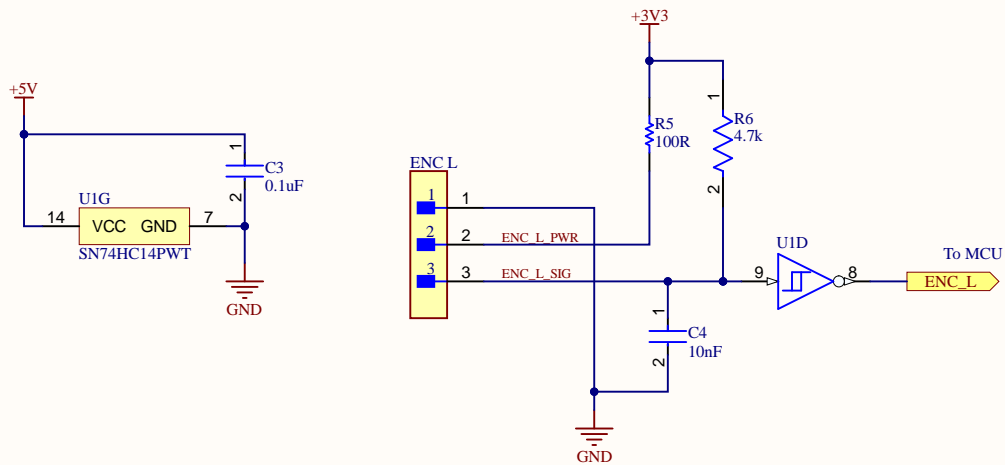 +3V3
+5V
1
R5
100R
R6
4.7k
2
1
C3
0.1uF
2
U1G
14
VCC GND
7
SN74HC14PWT
GND
ENC L
1
1
2
2
ENC_L_PWR
3
3
ENC_L_SIG
U1D
9
8
To MCU
ENC_L
1
C4
10nF
2
GND